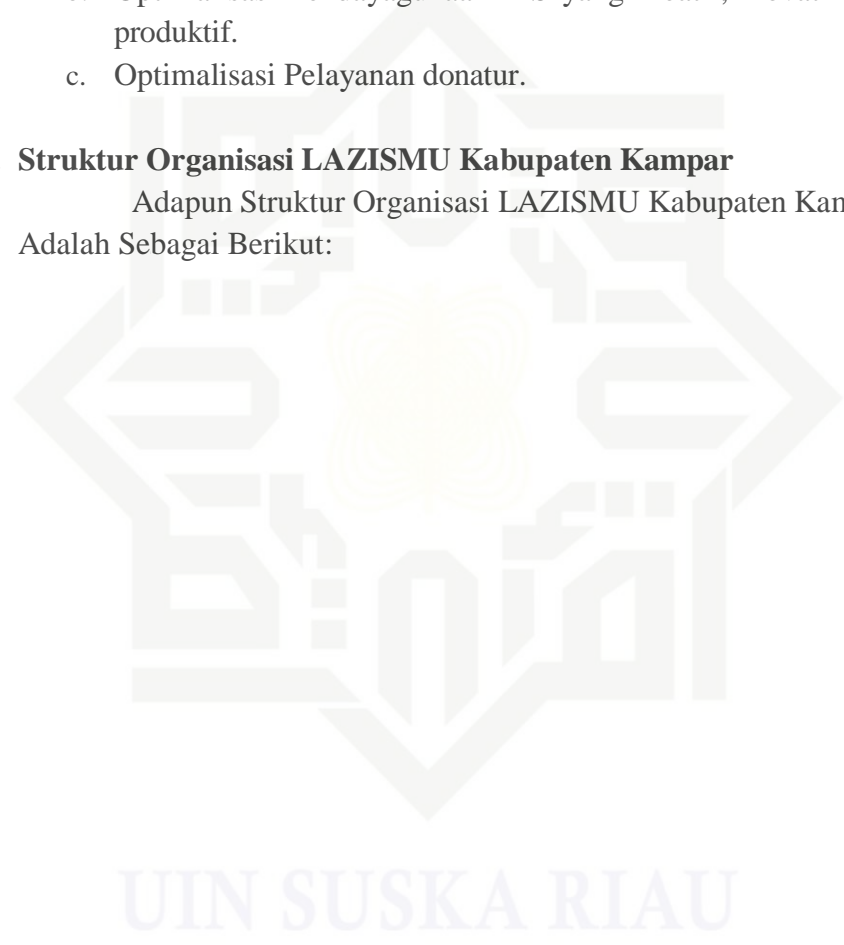 produktif.
c. Optimalisasi Pelayanan donatur.
Struktur Organisasi LAZISMU Kabupaten Kampar
Adapun Struktur Organisasi LAZISMU Kabupaten Kam
Adalah Sebagai Berikut:
UIN SUSKA RIAU